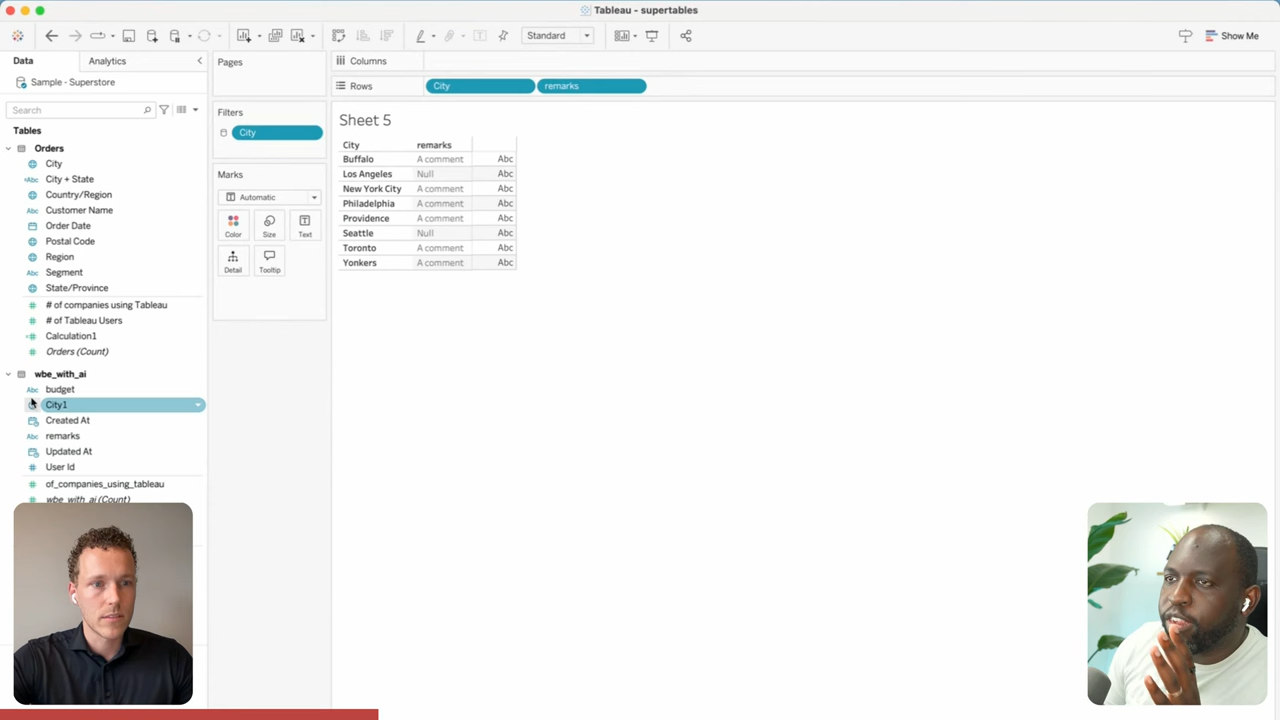 Tableau - supertables
Standard
Show Me
Data
Analytics
Sample - Superstore
Search
Tables
Orders
City
Abc City + State
Country/Region
Abc Customer Name
Order Date
Postal Code
Region
Abc Segment
State/Province
# # of companies using Tableau
# # of Tableau Users
=# Calculation1
# Orders (Count)
wbe_with_ai
Abc budget
City1
Created At
Abc remarks
Updated At
# User Id
# of_companies_using_tableau
# wbe_with_ai (Count)
Pages
Filters
City
Marks
Automatic
Color
Size
Text
Detail
Tooltip
Columns
Rows
City
remarks
Sheet 5
City remarks
Buffalo A comment Abc
Los Angeles Null Abc
New York City A comment Abc
Philadelphia A comment Abc
Providence A comment Abc
Seattle Null Abc
Toronto A comment Abc
Yonkers A comment Abc